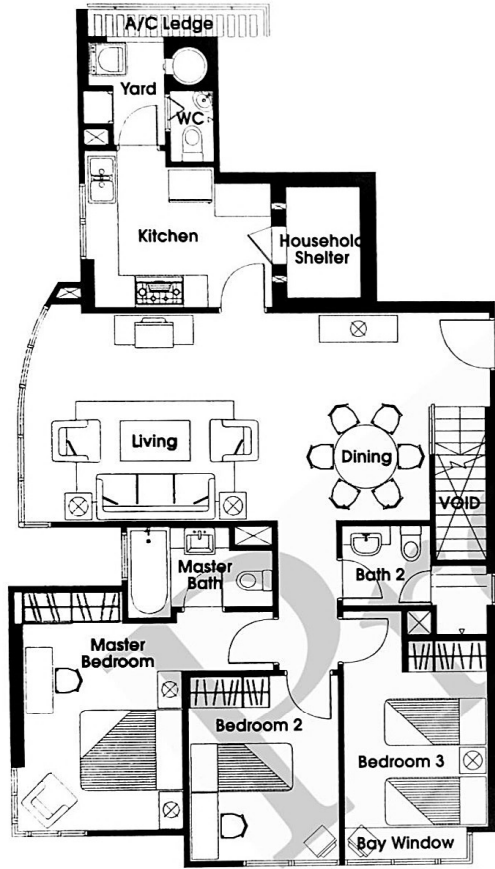 A/C Ledge
Yard
WC
Kitchen
Household
Shelter
Living
Dining
VOID
Master
Bath
Bath 2
Master
Bedroom
Bedroom 2
Bedroom 3
Bay Window